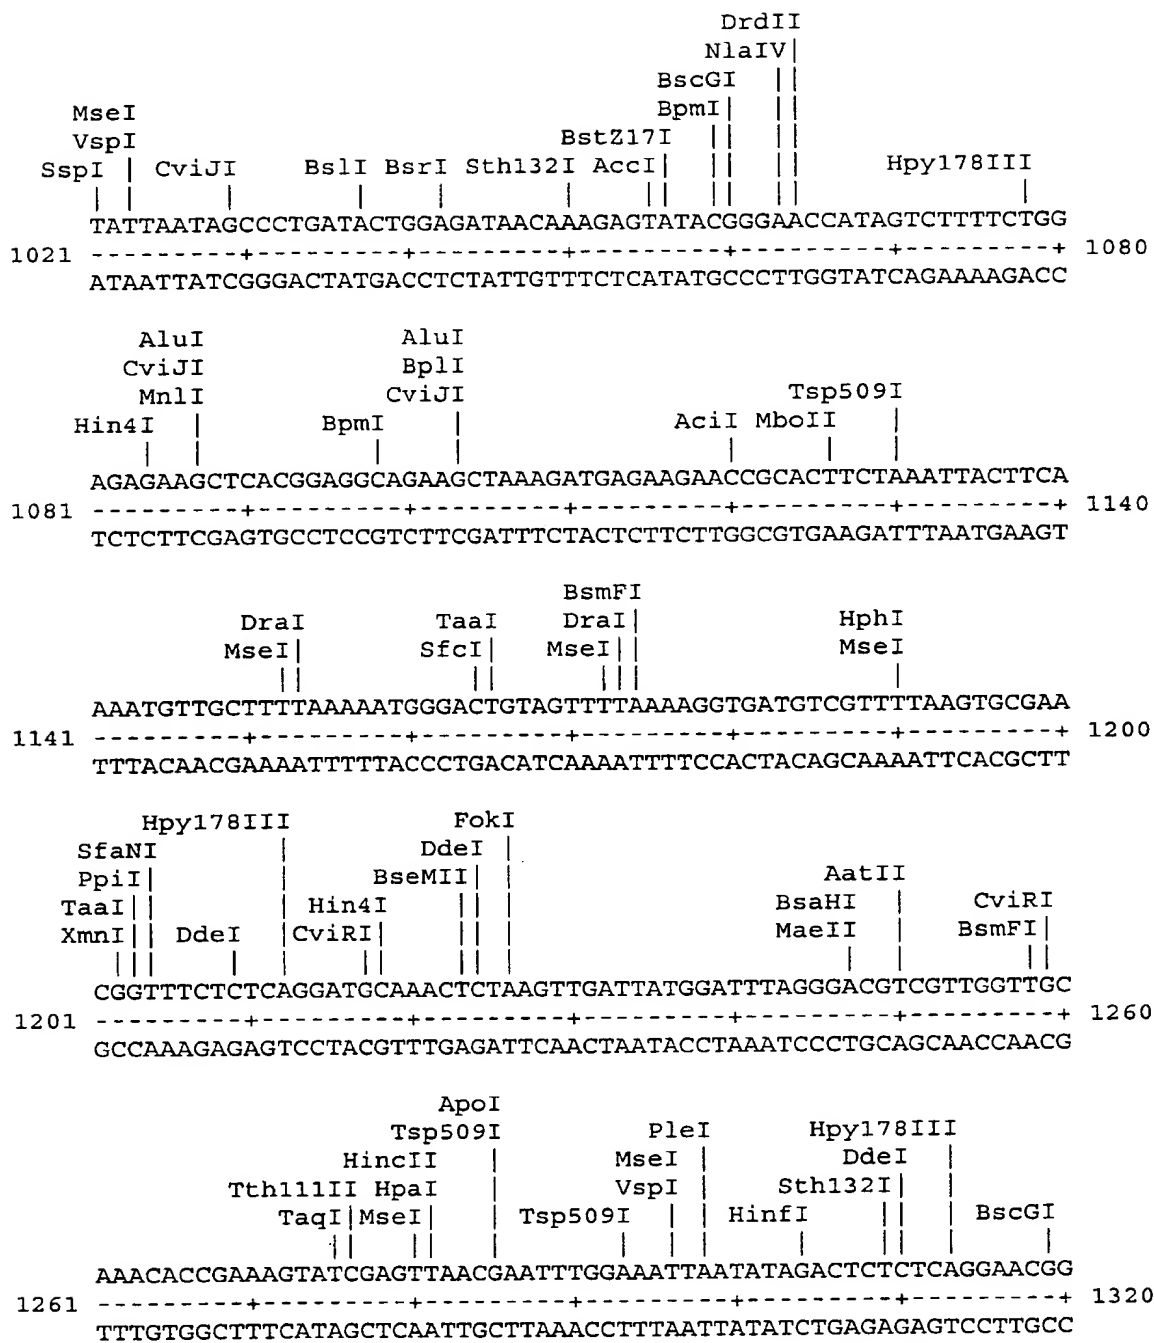 DrdII
NlaIV
BscGI
MseI BpmI
VspI BstZ17I
SspI CviJI BslI BsrI Sth132I AccI Hpy178III
TATTAATAGCCCTGATACTGGAGATAACAAAGAGTATACGGGAACCATAGTCTTTTCTGG
1021 ---------+---------+---------+---------+---------+---------+ 1080
ATAATTATCGGGACTATGACCTCTATTGTTTCTCATATGCCCTTGGTATCAGAAAAGACC
AluI AluI
CviJI BplI
MnlI CviJI Tsp509I
Hin4I BpmI AciI MboII
AGAGAAGCTCACGGAGGCAGAAGCTAAAGATGAGAAGAACCGCACTTCTAAATTACTTCA
1081 ---------+---------+---------+---------+---------+---------+ 1140
TCTCTTCGAGTGCCTCCGTCTTCGATTTCTACTCTTCTTGGCGTGAAGATTTAATGAAGT
BsmFI
DraI TaaI DraI HphI
MseI SfcI MseI MseI
AAATGTTGCTTTTAAAAATGGGACTGTAGTTTTAAAAGGTGATGTCGTTTTAAGTGCGAA
1141 ---------+---------+---------+---------+---------+---------+ 1200
TTTACAACGAAAATTTTTACCCTGACATCAAAATTTTCCACTACAGCAAAATTCACGCTT
Hpy178III FokI
SfaNI DdeI
PpiI BseMII AatII
TaaI Hin4I BsaHI CviRI
XmnI DdeI CviRI MaeII BsmFI
CGGTTTCTCTCAGGATGCAAACTCTAAGTTGATTATGGATTTAGGGACGTCGTTGGTTGC
1201 ---------+---------+---------+---------+---------+---------+ 1260
GCCAAAGAGAGTCCTACGTTTGAGATTCAACTAATACCTAAATCCCTGCAGCAACCAACG
ApoI
Tsp509I PleI Hpy178III
HincII MseI DdeI
Tth111II HpaI VspI Sth132I
TaqI MseI Tsp509I HinfI BscGI
AAACACCGAAAGTATCGAGTTAACGAATTTGGAAATTAATATAGACTCTCTCAGGAACGG
1261 ---------+---------+---------+---------+---------+---------+ 1320
TTTGTGGCTTTCATAGCTCAATTGCTTAAACCTTTAATTATATCTGAGAGAGTCCTTGCC